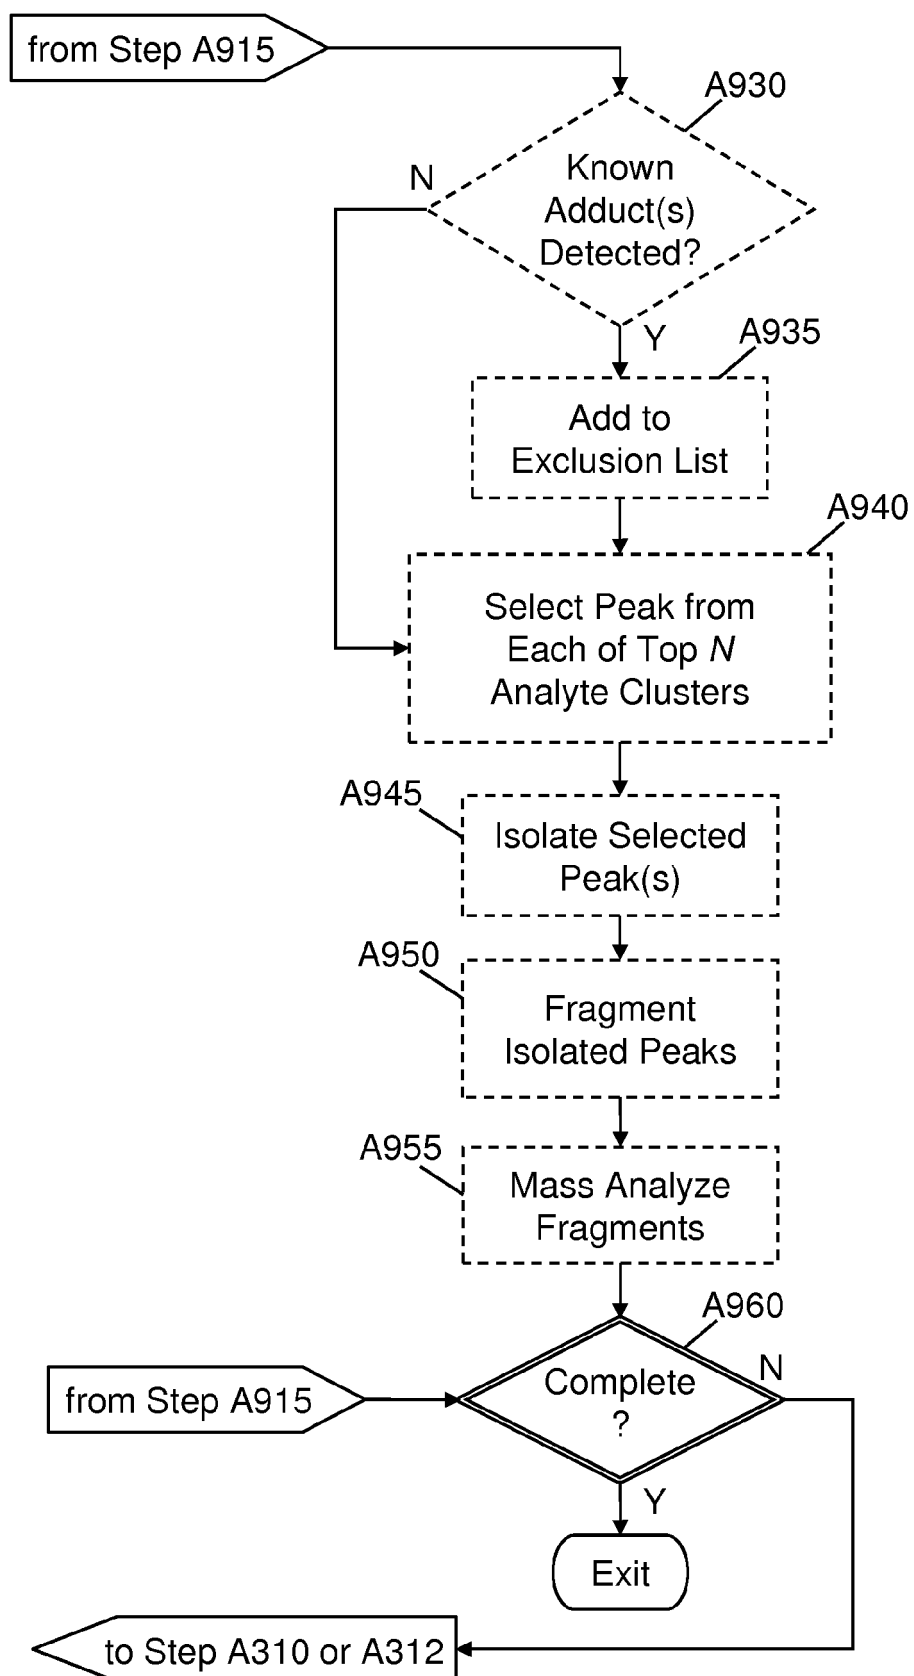 from Step A915
A930
N
Known
Adduct(s)
Detected?
Y
A935
Add to
Exclusion List
A940
Select Peak from
Each of Top N
Analyte Clusters
A945
Isolate Selected
Peak(s)
A950
Fragment
Isolated Peaks
A955
Mass Analyze
Fragments
A960
N
from Step A915
Complete
?
Y
Exit
to Step A310 or A312